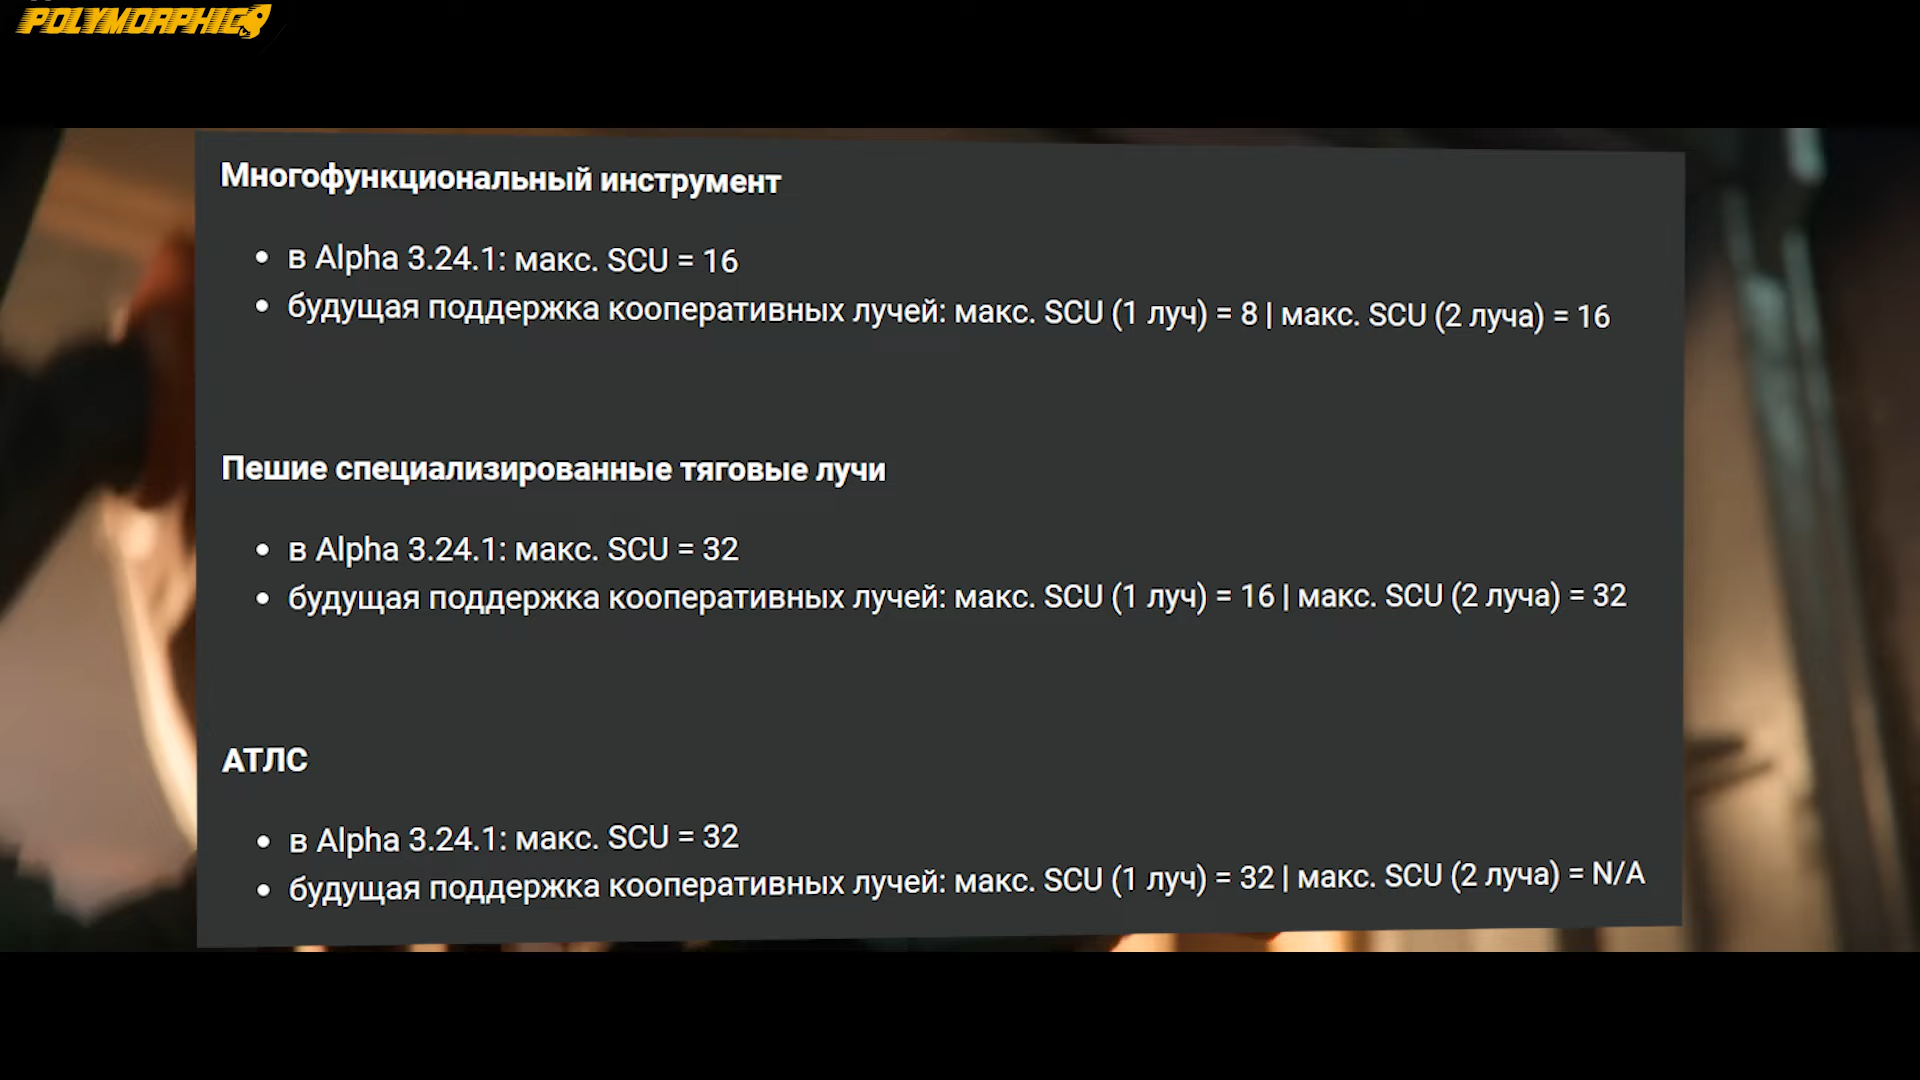 POLYMORPHIC
Многофункциональный инструмент
• в Alpha 3.24.1: макс. SCU = 16
• будущая поддержка кооперативных лучей: макс. SCU (1 луч) = 8 | макс. SCU (2 луча) = 16
Пешие специализированные тяговые лучи
• в Alpha 3.24.1: макс. SCU = 32
• будущая поддержка кооперативных лучей: макс. SCU (1 луч) = 16 | макс. SCU (2 луча) = 32
АТЛС
• в Alpha 3.24.1: макс. SCU = 32
• будущая поддержка кооперативных лучей: макс. SCU (1 луч) = 32 | макс. SCU (2 луча) = N/A